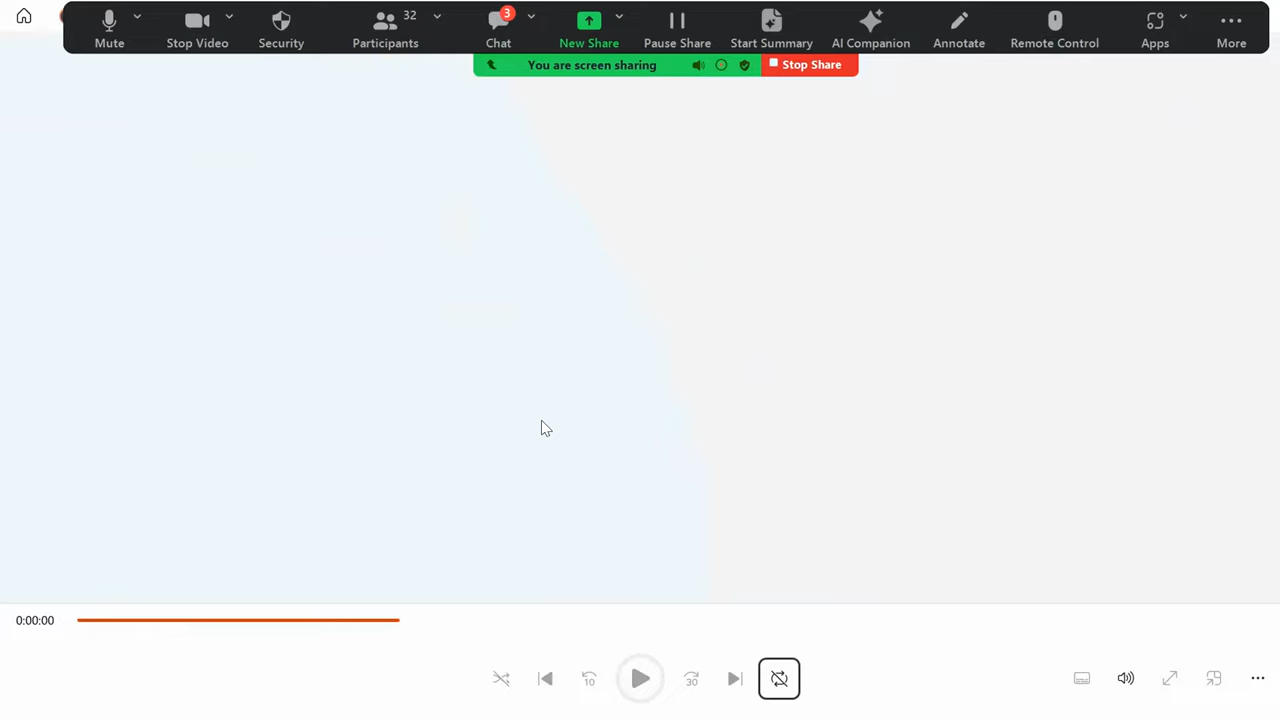 Mute
Stop Video
Security
Participants
32
Chat
3
New Share
Pause Share
Start Summary
AI Companion
Annotate
Remote Control
Apps
More
You are screen sharing
Stop Share
0:00:00
10
30